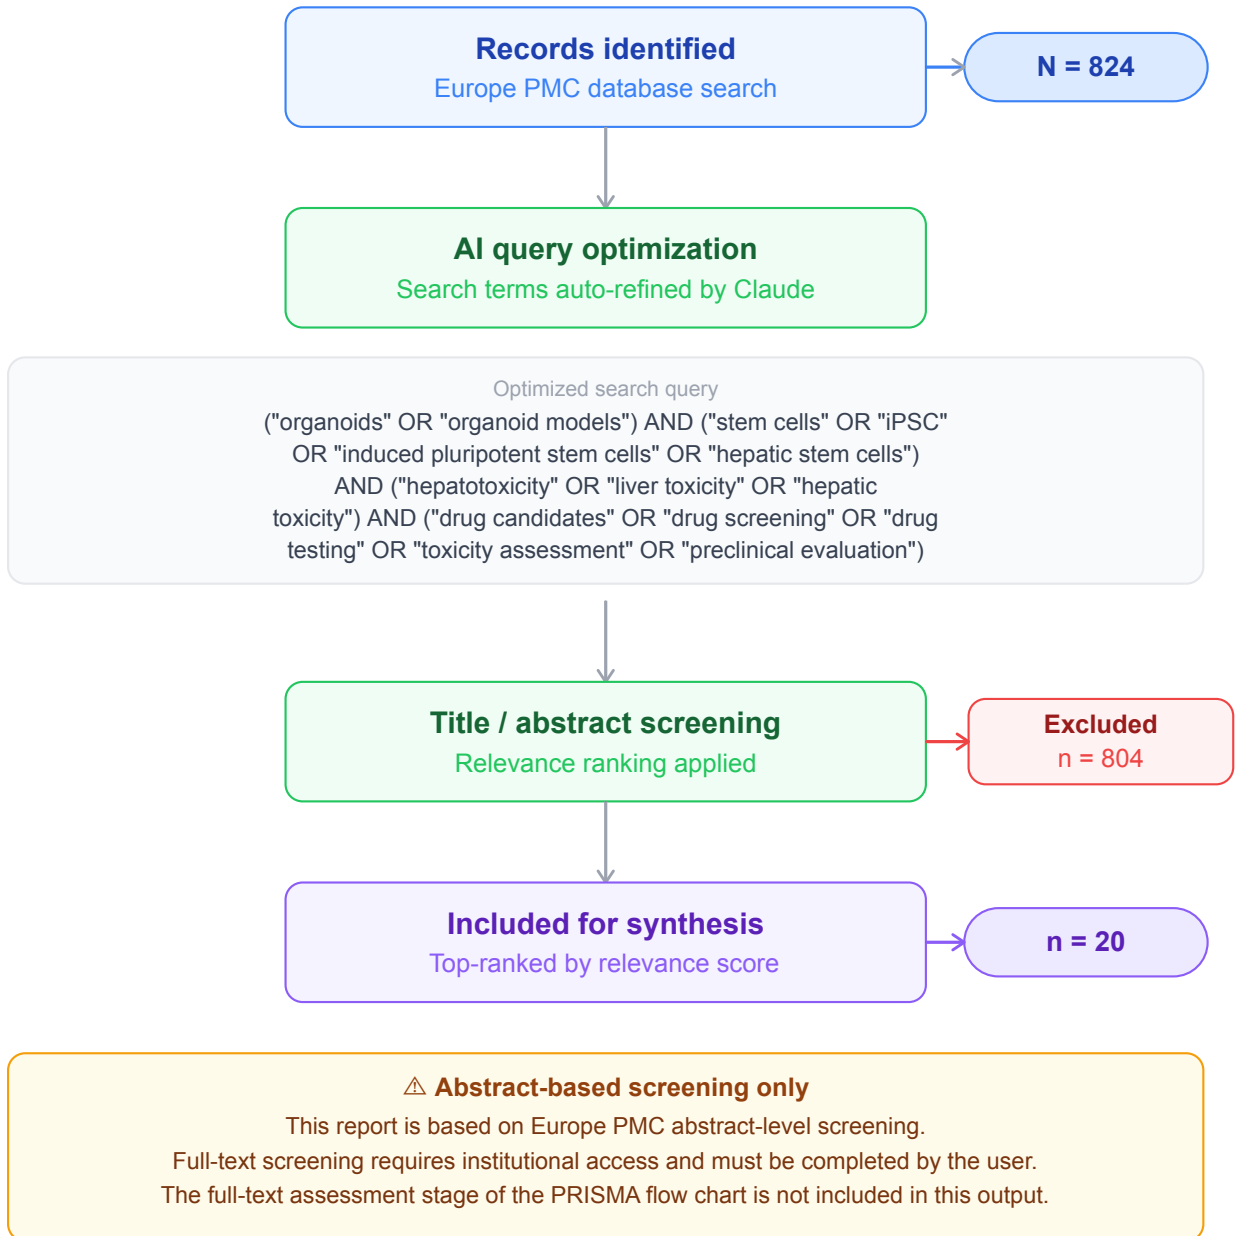 Records identified
Europe PMC database search
N = 824
AI query optimization
Search terms auto-refined by Claude
Optimized search query
("organoids" OR "organoid models") AND ("stem cells" OR "iPSC"
OR "induced pluripotent stem cells" OR "hepatic stem cells")
AND ("hepatotoxicity" OR "liver toxicity" OR "hepatic
toxicity") AND ("drug candidates" OR "drug screening" OR "drug
testing" OR "toxicity assessment" OR "preclinical evaluation")
Title / abstract screening
Relevance ranking applied
Excluded
n = 804
Included for synthesis
Top-ranked by relevance score
n = 20
⚠ Abstract-based screening only
This report is based on Europe PMC abstract-level screening.
Full-text screening requires institutional access and must be completed by the user.
The full-text assessment stage of the PRISMA flow chart is not included in this output.